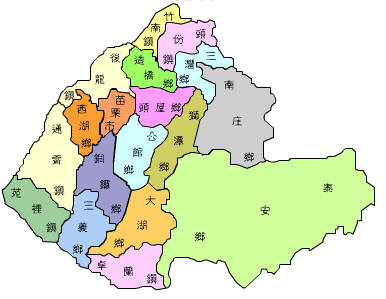 竹南鎮
頭份鎮
後龍鎮
造橋鄉
三灣鄉
南庄鄉
西湖鄉
苗栗市
頭屋鄉
獅潭鄉
通霄鎮
公館鄉
銅鑼鄉
泰安鄉
苑裡鎮
三義鄉
大湖鄉
卓蘭鎮